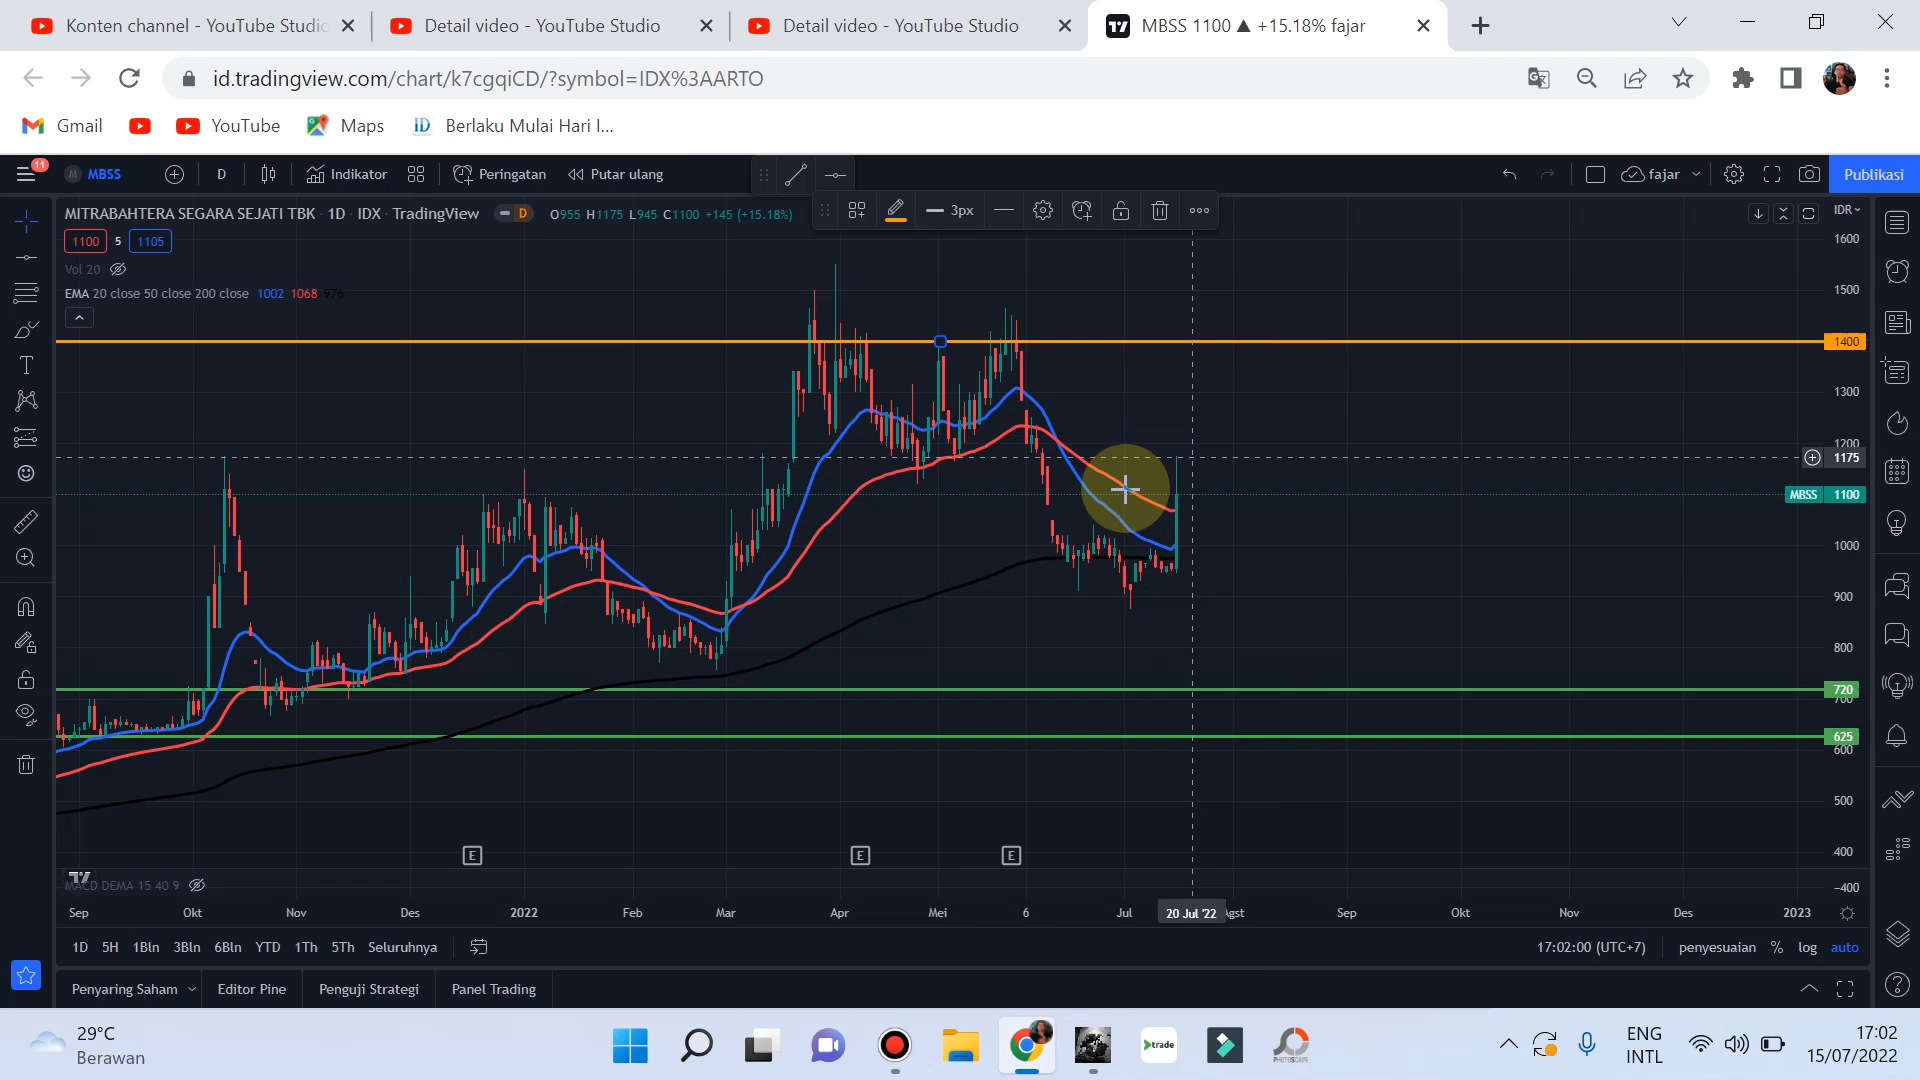 Konten channel - YouTube Studio
Detail video - YouTube Studio
Detail video - YouTube Studio
MBSS 1100 ▲ +15.18% fajar
id.tradingview.com/chart/k7cgqiCD/?symbol=IDX%3AARTO
Gmail
YouTube
Maps
Berlaku Mulai Hari I...
11
M MBSS
D
Indikator
Peringatan
Putar ulang
fajar
Publikasi
MITRABAHTERA SEGARA SEJATI TBK · 1D · IDX · TradingView
D
O955 H1175 L945 C1100 +145 (+15.18%)
3px
IDR
1100 5 1105
Vol 20
EMA 20 close 50 close 200 close 1002 1068 976
1600
1500
1400
1300
1200
1175
MBSS 1100
1000
900
800
720
700
625
600
500
400
-400
E
E
E
MACD DEMA 15 40 9
Sep Okt Nov Des 2022 Feb Mar Apr Mei 6 Jul 20 Jul '22 Agst Sep Okt Nov Des 2023
1D 5H 1Bln 3Bln 6Bln YTD 1Th 5Th Seluruhnya
17:02:00 (UTC+7)
penyesuaian % log auto
Penyaring Saham
Editor Pine
Penguji Strategi
Panel Trading
29°C
Berawan
trade
PHOTOSCAPE
ENG
INTL
17:02
15/07/2022